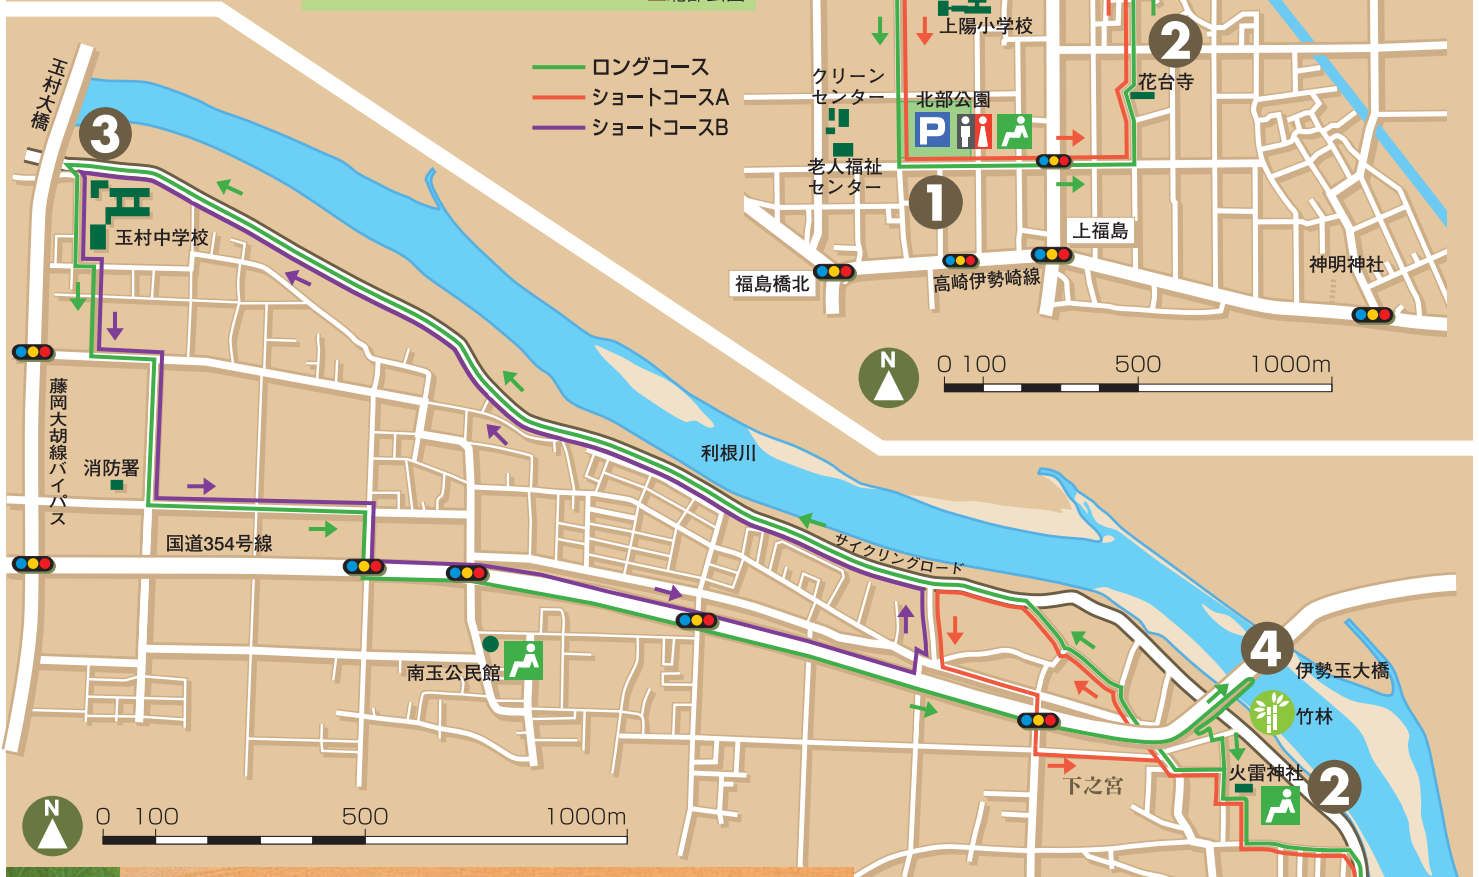 上陽小学校
2
花台寺
ロングコース
ショートコースA
ショートコースB
クリーン
センター
北部公園
P
老人福祉
センター
1
上福島
福島橋北
高崎伊勢崎線
神明神社
N
0 100 500 1000m
玉村大橋
3
玉村中学校
藤岡大胡線バイパス
消防署
国道354号線
利根川
サイクリングロード
南玉公民館
4
伊勢玉大橋
竹林
火雷神社
2
下之宮
N
0 100 500 1000m